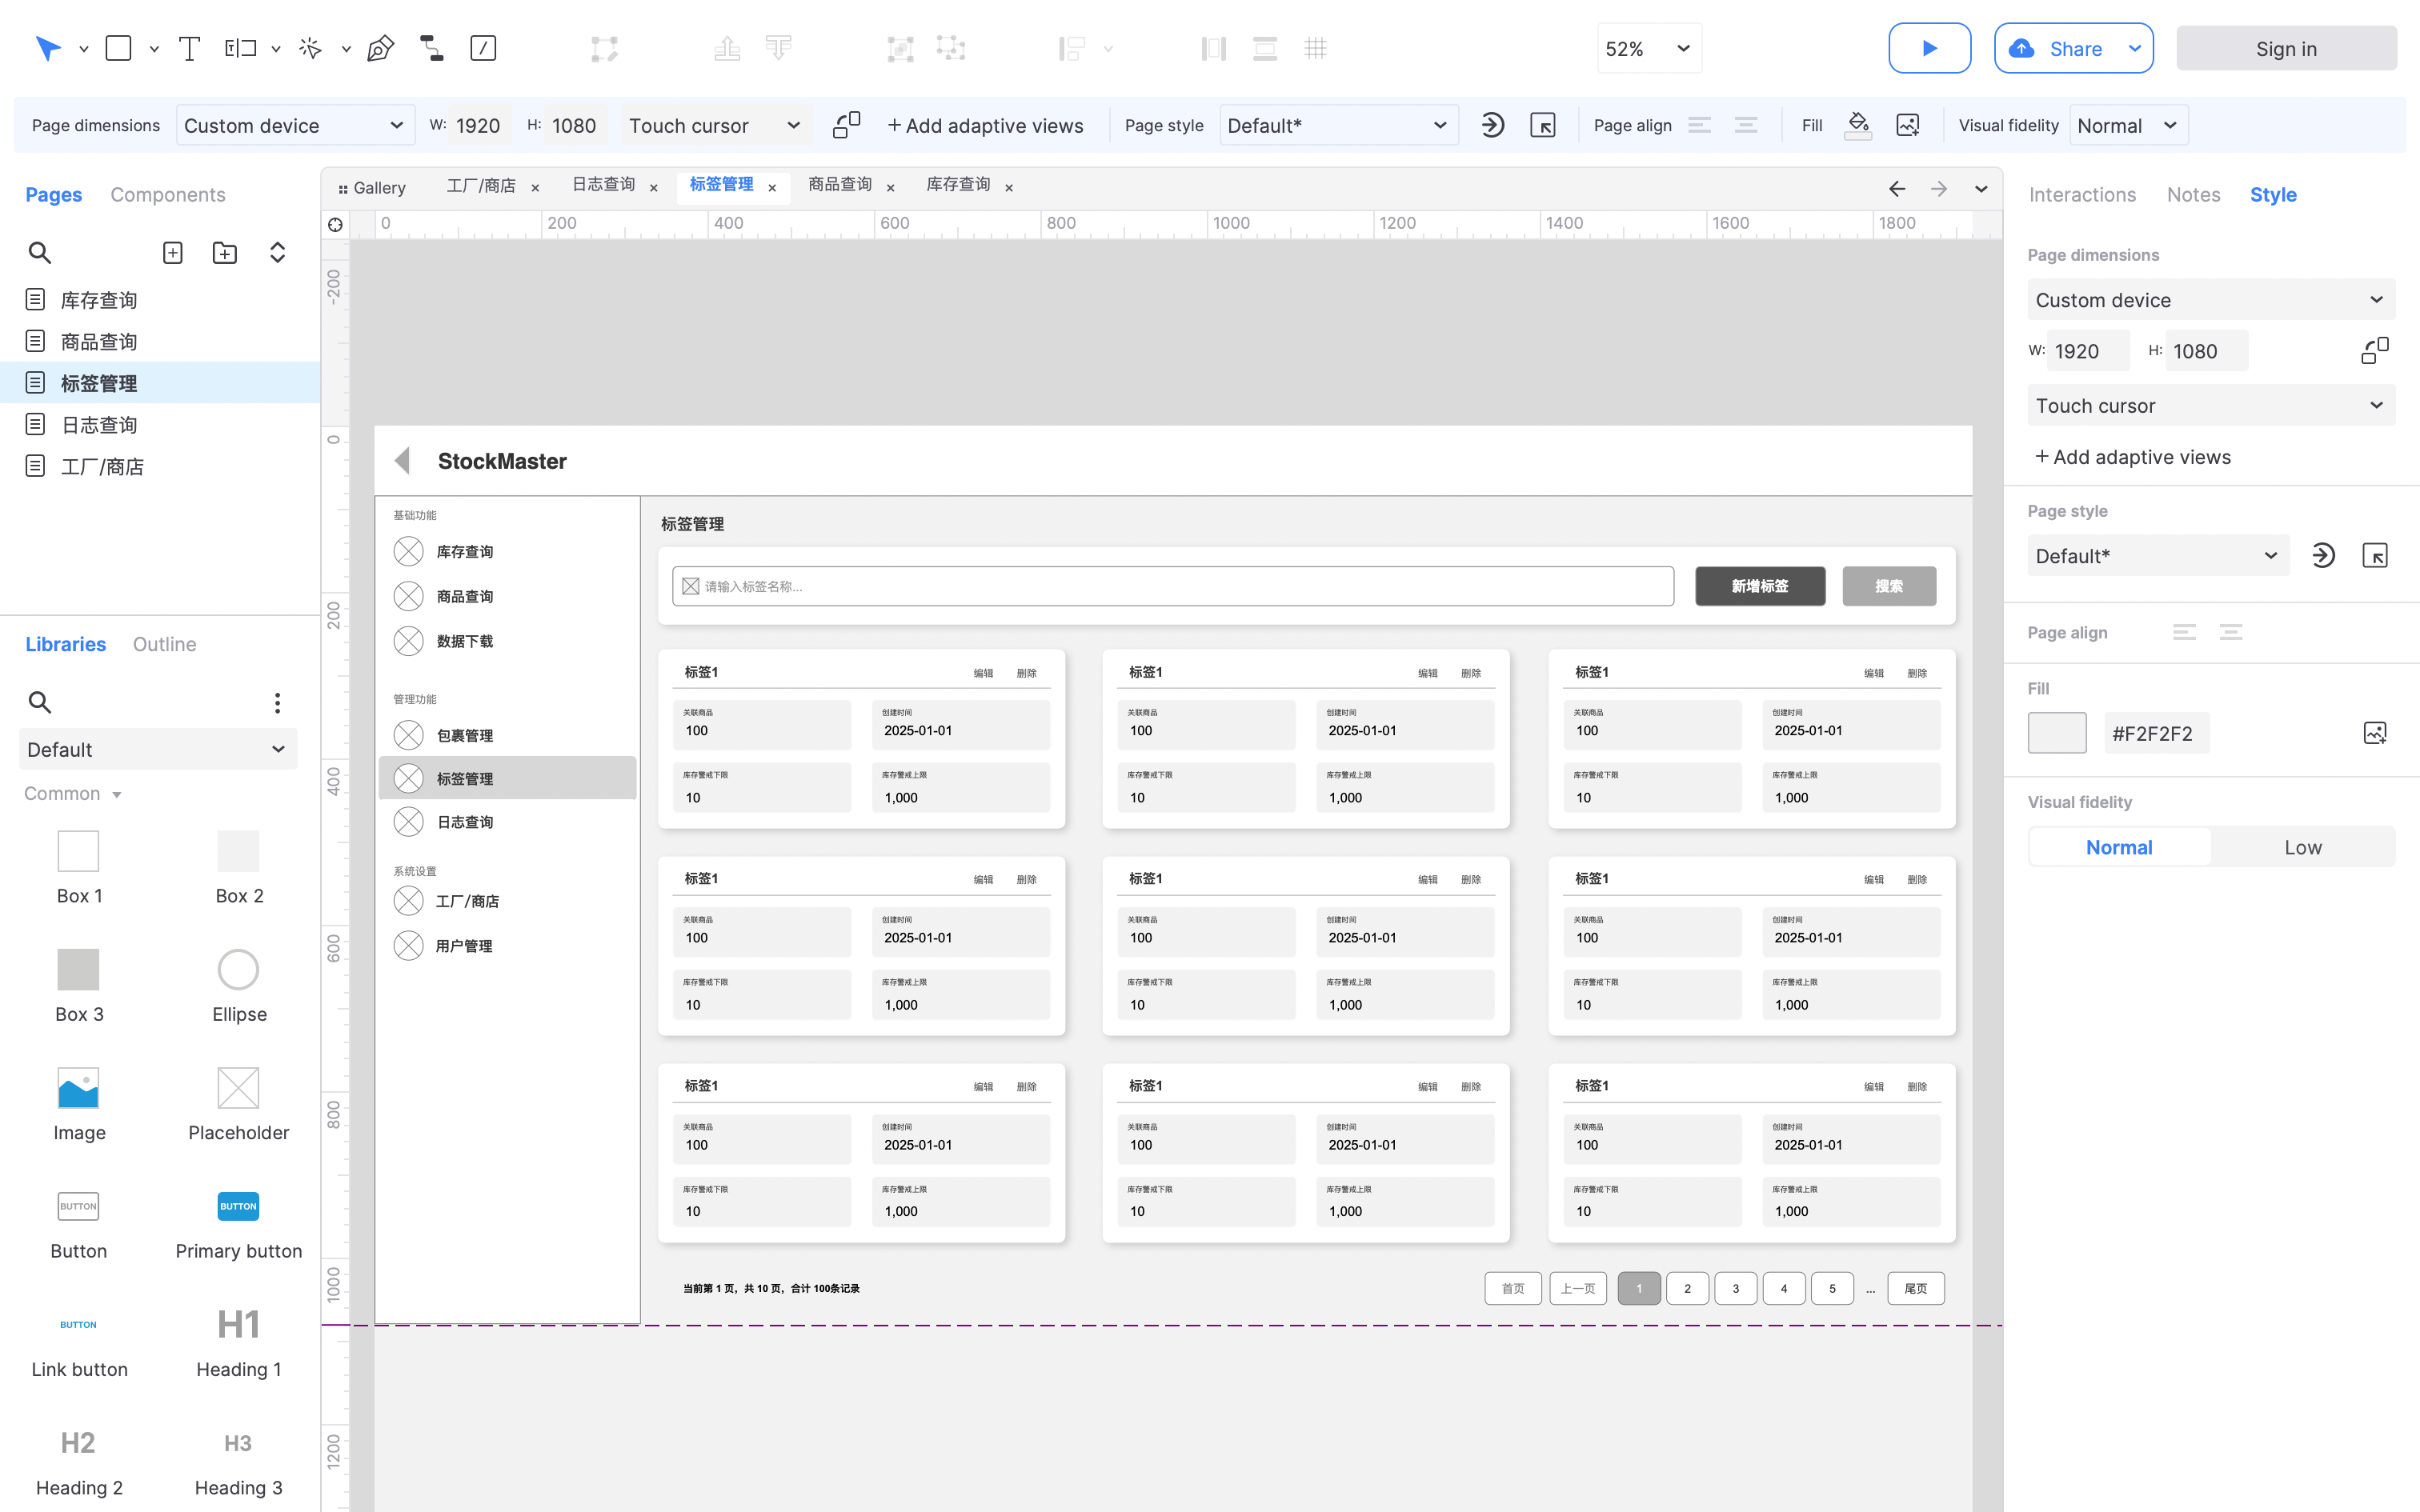 52%
Share
Sign in
Page dimensions
Custom device
W: 1920
H: 1080
Touch cursor
+ Add adaptive views
Page style
Default*
Page align
Fill
Visual fidelity
Normal
Pages
Components
库存查询
商品查询
标签管理
日志查询
工厂/商店
Libraries
Outline
Default
Common
Box 1
Box 2
Box 3
Ellipse
Image
Placeholder
BUTTON
Button
BUTTON
Primary button
BUTTON
Link button
H1
Heading 1
H2
Heading 2
H3
Heading 3
Gallery
工厂/商店 ×
日志查询 ×
标签管理 ×
商品查询 ×
库存查询 ×
0 200 400 600 800 1000 1200 1400 1600 1800
-200
0
200
400
600
800
1000
1200
StockMaster
基础功能
库存查询
商品查询
数据下载
管理功能
包裹管理
标签管理
日志查询
系统设置
工厂/商店
用户管理
标签管理
请输入标签名称...
新增标签
搜索
标签1 编辑 删除
关联商品 创建时间
100 2025-01-01
库存警戒下限 库存警戒上限
10 1,000
标签1 编辑 删除
关联商品 创建时间
100 2025-01-01
库存警戒下限 库存警戒上限
10 1,000
标签1 编辑 删除
关联商品 创建时间
100 2025-01-01
库存警戒下限 库存警戒上限
10 1,000
标签1 编辑 删除
关联商品 创建时间
100 2025-01-01
库存警戒下限 库存警戒上限
10 1,000
标签1 编辑 删除
关联商品 创建时间
100 2025-01-01
库存警戒下限 库存警戒上限
10 1,000
标签1 编辑 删除
关联商品 创建时间
100 2025-01-01
库存警戒下限 库存警戒上限
10 1,000
标签1 编辑 删除
关联商品 创建时间
100 2025-01-01
库存警戒下限 库存警戒上限
10 1,000
标签1 编辑 删除
关联商品 创建时间
100 2025-01-01
库存警戒下限 库存警戒上限
10 1,000
标签1 编辑 删除
关联商品 创建时间
100 2025-01-01
库存警戒下限 库存警戒上限
10 1,000
当前第 1 页，共 10 页，合计 100条记录
首页 上一页 1 2 3 4 5 ... 尾页
Interactions
Notes
Style
Page dimensions
Custom device
W: 1920
H: 1080
Touch cursor
+ Add adaptive views
Page style
Default*
Page align
Fill
#F2F2F2
Visual fidelity
Normal
Low